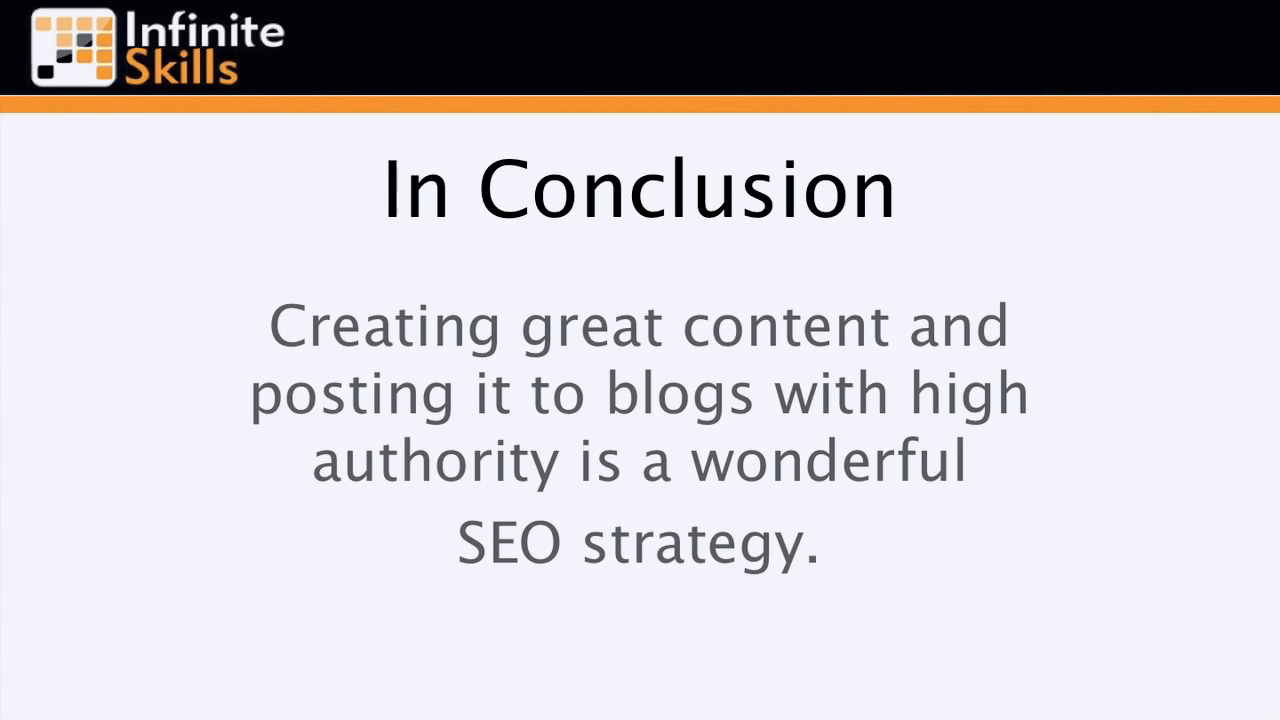 Infinite
Skills
In Conclusion
Creating great content and
posting it to blogs with high
authority is a wonderful
SEO strategy.